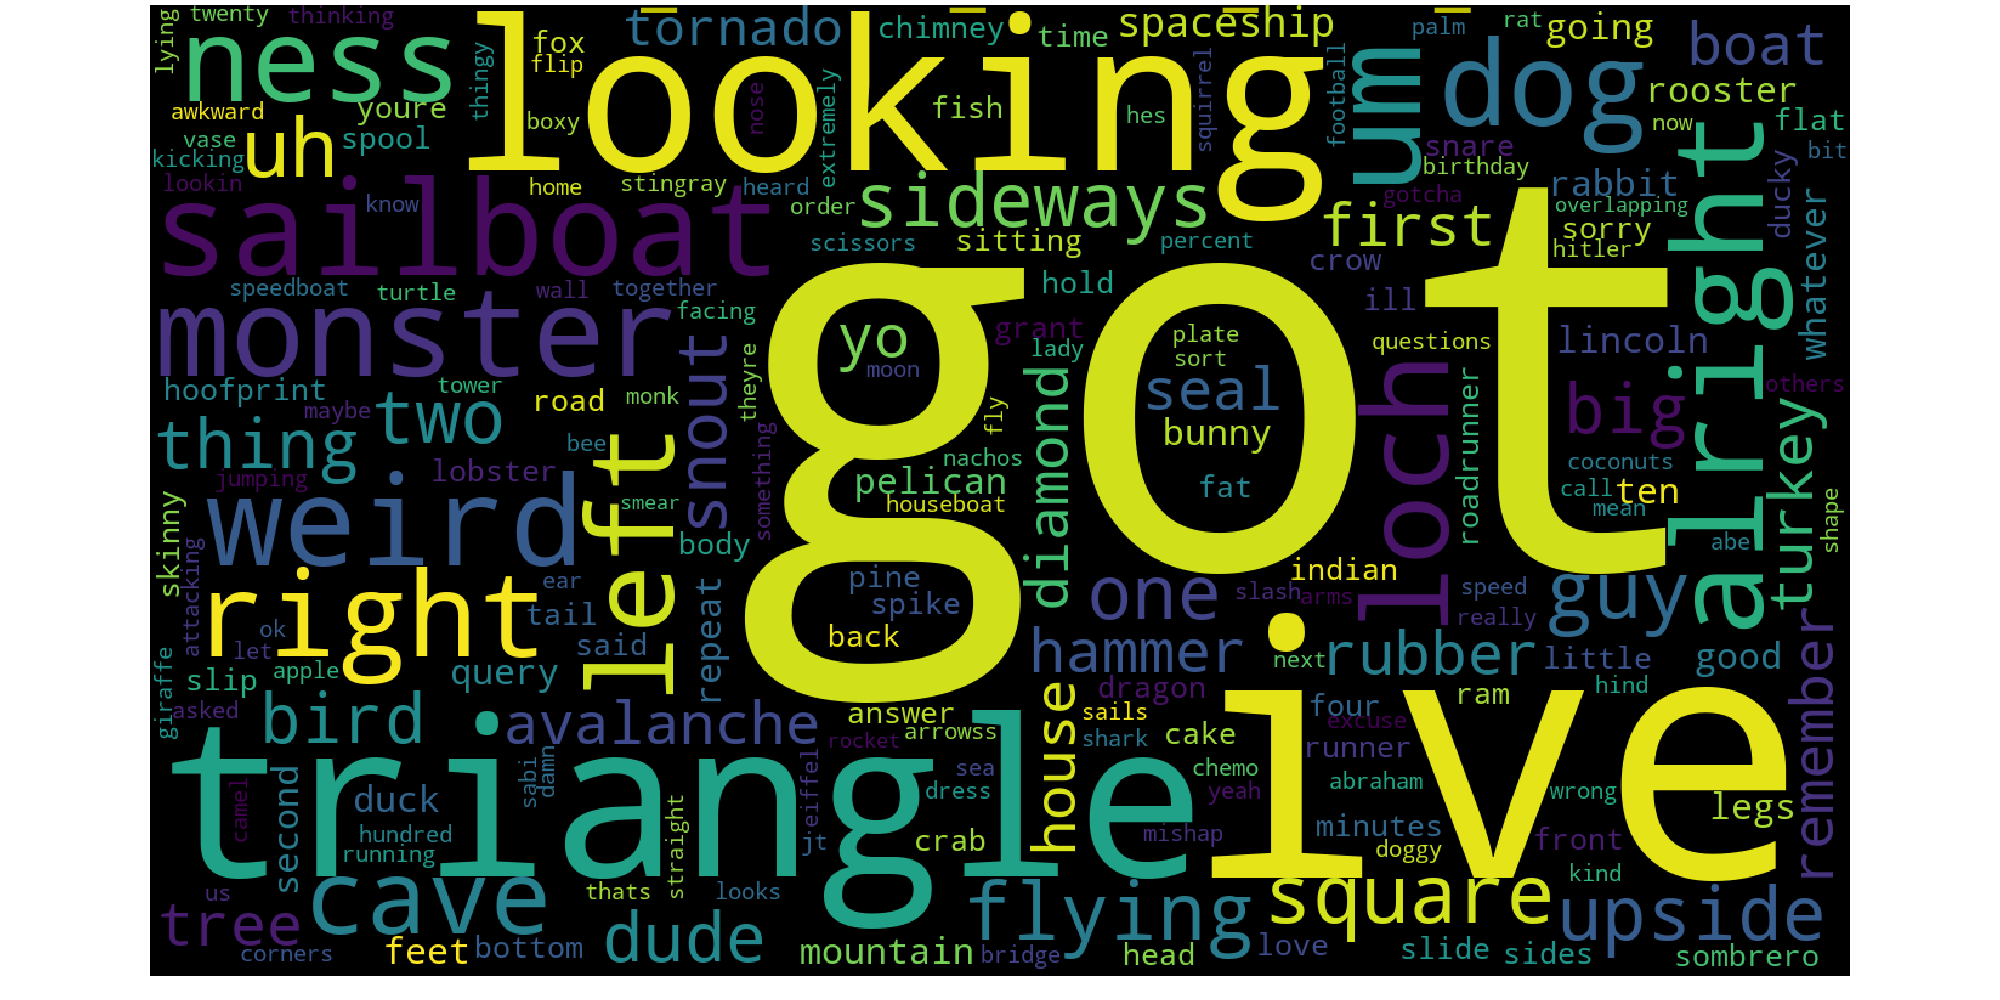 lying
twenty
thinking
ness
looking
fox
flip
thingy
tornado
chimney
time
spaceship
um
palm
rat
going
dog
boat
awkward
youre
boxy
nose
extremely
fish
hes
squirrel
football
rooster
now
flat
vase
kicking
uh
spool
snare
birthday
alright
ducky
bit
lookin
sailboat
know
home
stingray
heard
order
sideways
gotcha
rabbit
overlapping
whatever
scissors
sitting
percent
first
sorry
hitler
speedboat
turtle
wall
together
hold
crow
monster
facing
got
yo
moon
grant
lady
plate
sort
ill
questions
lincoln
hoofprint
tower
maybe
two
road
monk
snout
theyre
diamond
seal
bunny
loch
roadrunner
big
others
turkey
thing
bee
left
something
fly
nachos
pelican
houseboat
fat
coconuts
call
ten
mean
jumping
lobster
weird
smear
body
skinny
attacking
shape
abe
right
ear
tail
pine
spike
back
one
indian
slash
arms
speed
really
guy
ok
let
said
repeat
hammer
next
rubber
little
good
remember
giraffe
slip
apple
query
asked
bird
avalanche
answer
arrowss
rocket
dragon
sails
shark
house
cake
ive
four
excuse
runner
ram
hind
triangle
camel
second
duck
hundred
running
sabi
damn
straight
eiffel
jt
sea
dress
crab
chemo
yeah
mishap
abraham
minutes
doggy
wrong
front
legs
kind
us
tree
corners
cave
feet
bottom
thats
dude
looks
mountain
flying
bridge
head
square
love
slide
sides
upside
sombrero